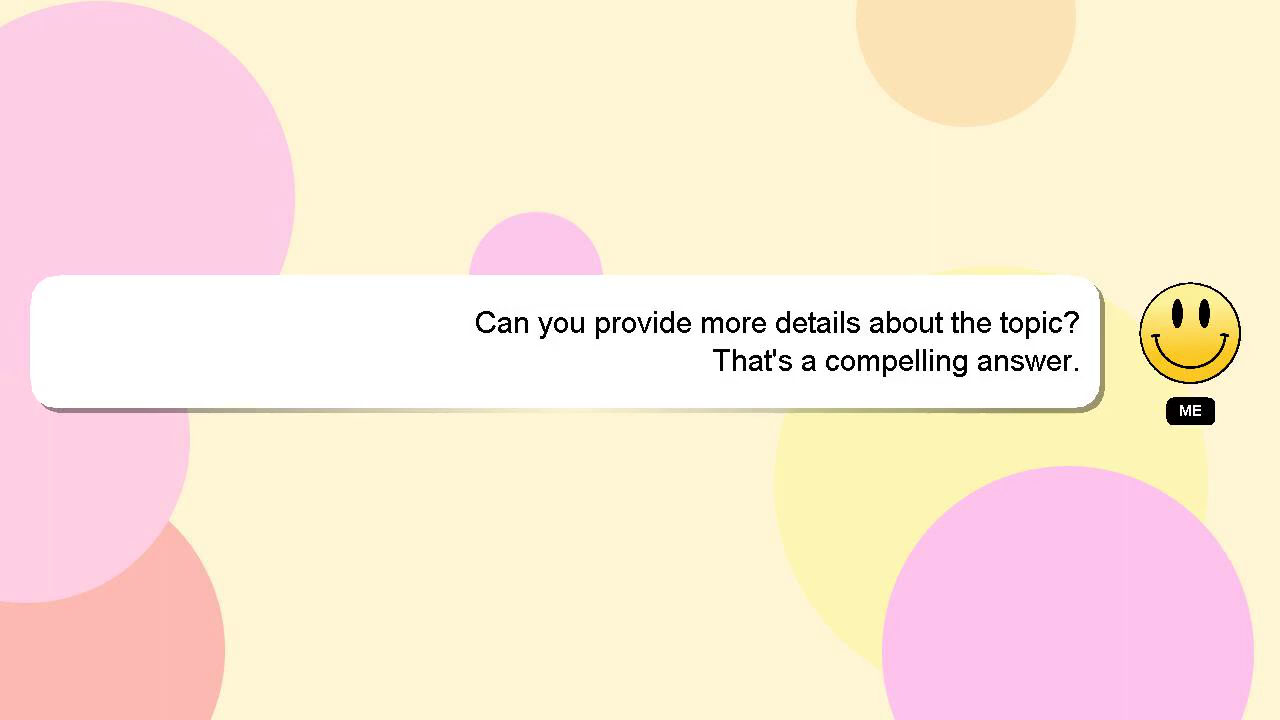 Can you provide more details about the topic?
That's a compelling answer.
ME